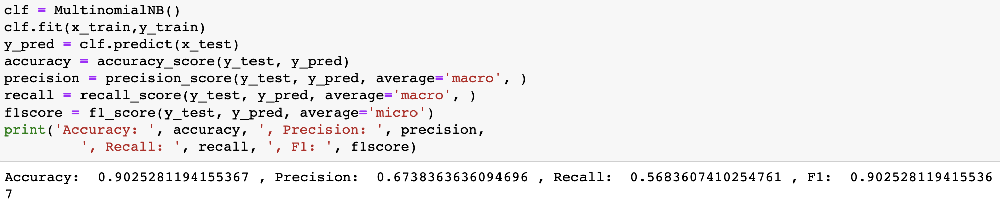 clf = MultinomialNB()
clf.fit(x_train,y_train)
y_pred = clf.predict(x_test)
accuracy = accuracy_score(y_test, y_pred)
precision = precision_score(y_test, y_pred, average='macro', )
recall = recall_score(y_test, y_pred, average='macro', )
f1score = f1_score(y_test, y_pred, average='micro')
print('Accuracy: ', accuracy, ', Precision: ', precision,
', Recall: ', recall, ', F1: ', f1score)
Accuracy:  0.9025281194155367 , Precision:  0.6738363636094696 , Recall:  0.5683607410254761 , F1:  0.902528119415536
7